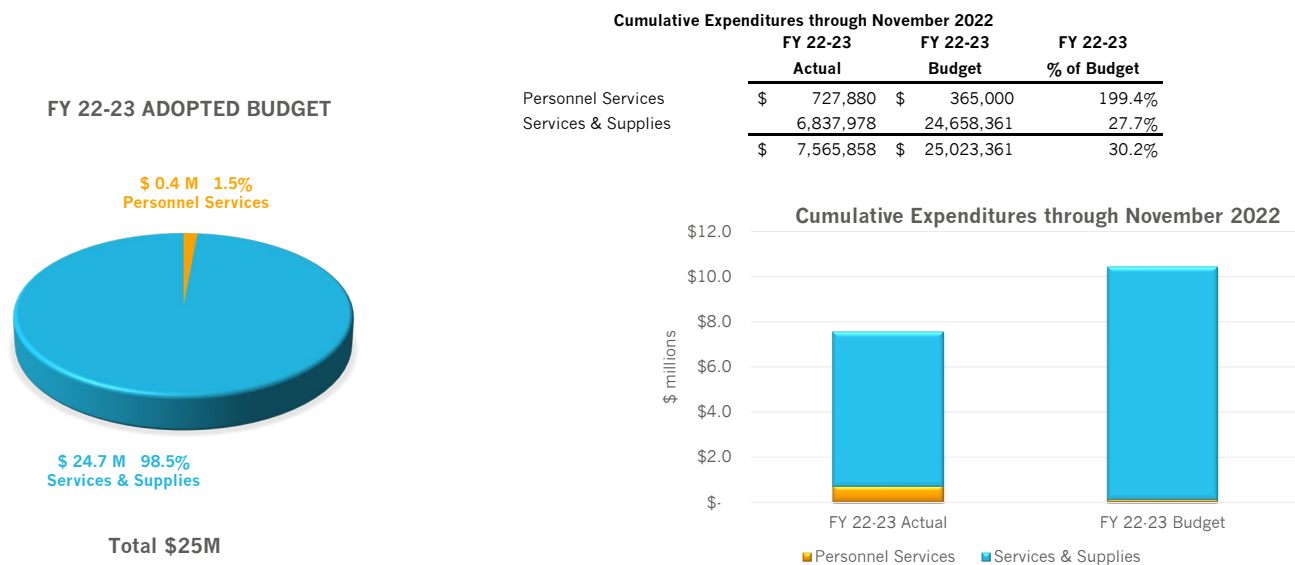 FY 22-23 ADOPTED BUDGET
$ 0.4 M 1.5%
Personnel Services
$ 24.7 M 98.5%
Services & Supplies
Total $25M
Cumulative Expenditures through November 2022
FY 22-23 FY 22-23 FY 22-23
Actual Budget % of Budget
Personnel Services $ 727,880 $ 365,000 199.4%
Services & Supplies 6,837,978 24,658,361 27.7%
$ 7,565,858 $ 25,023,361 30.2%
Cumulative Expenditures through November 2022
$ millions
$12.0
$10.0
$8.0
$6.0
$4.0
$2.0
$-
FY 22-23 Actual FY 22-23 Budget
Personnel Services Services & Supplies